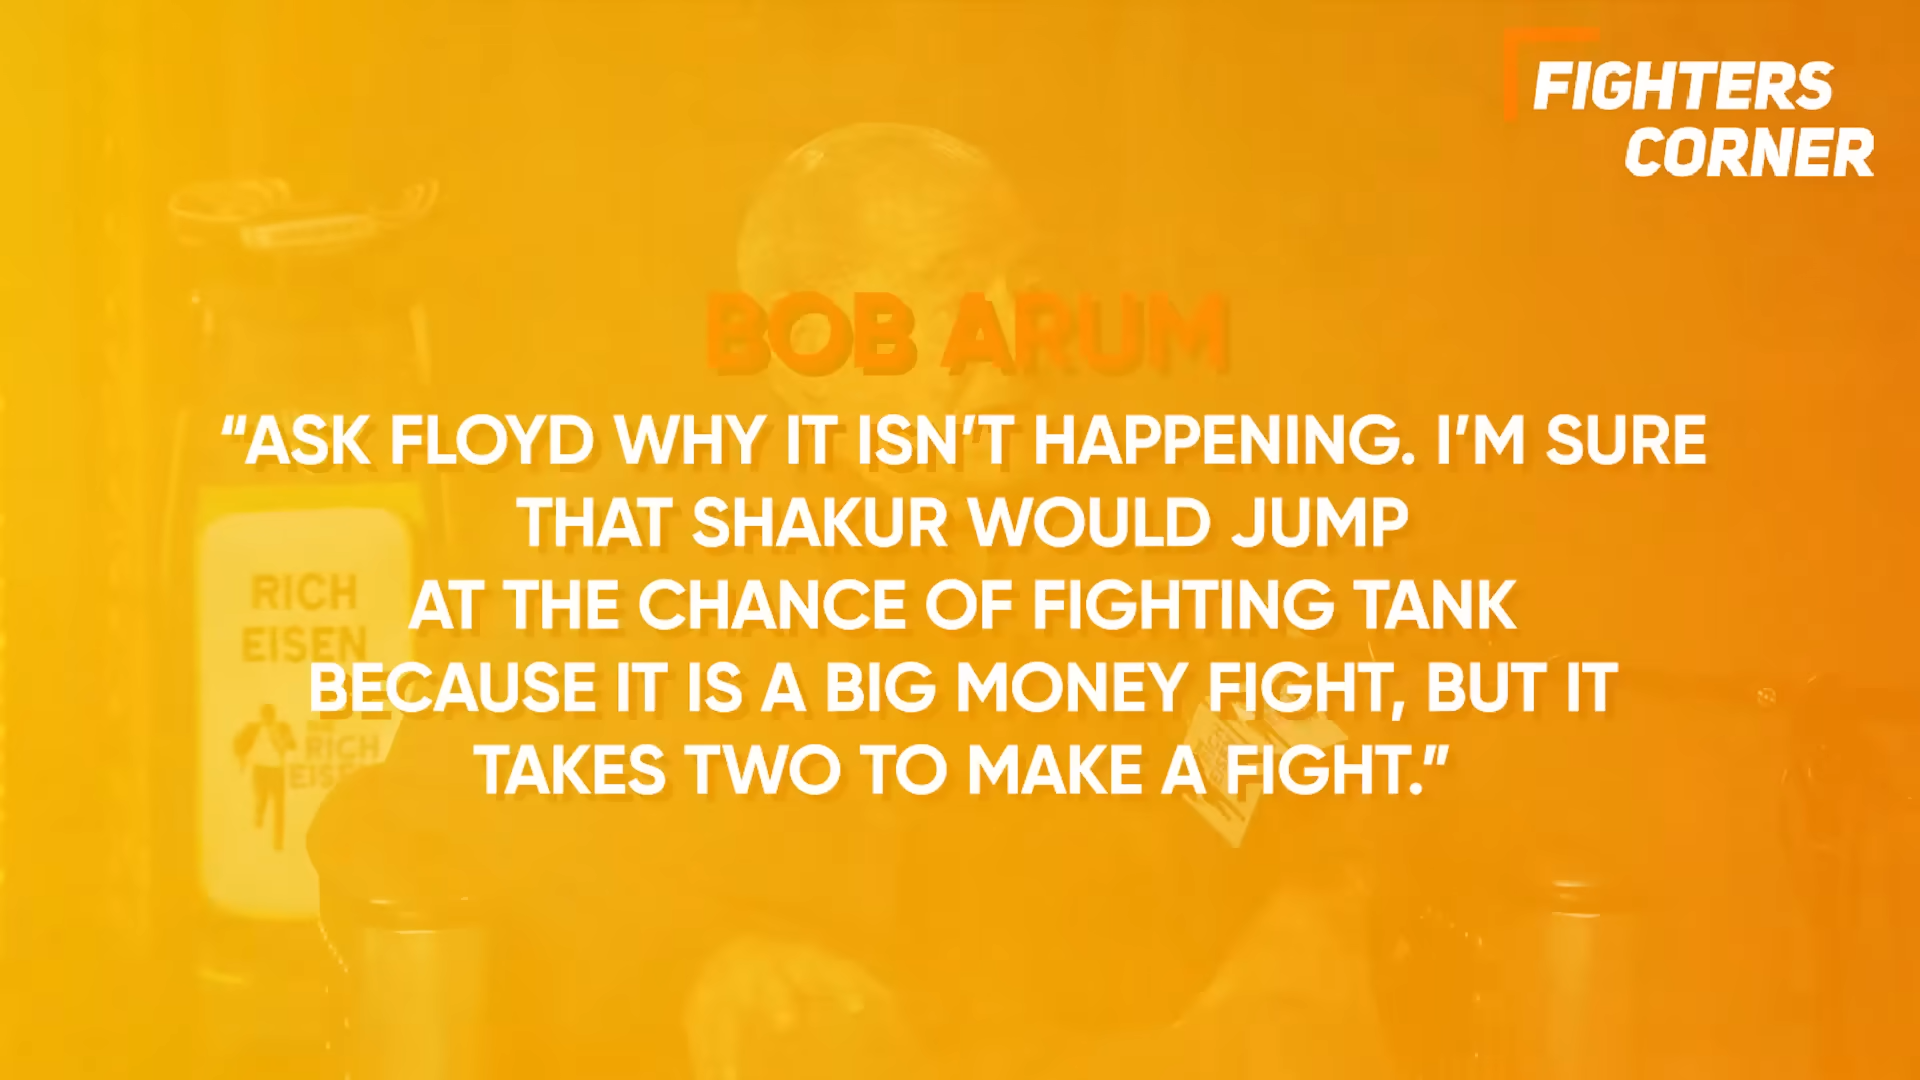 FIGHTERS
CORNER
BOB ARUM
“ASK FLOYD WHY IT ISN’T HAPPENING. I’M SURE
THAT SHAKUR WOULD JUMP
AT THE CHANCE OF FIGHTING TANK
BECAUSE IT IS A BIG MONEY FIGHT, BUT IT
TAKES TWO TO MAKE A FIGHT.”
RICH
EISEN
RICH